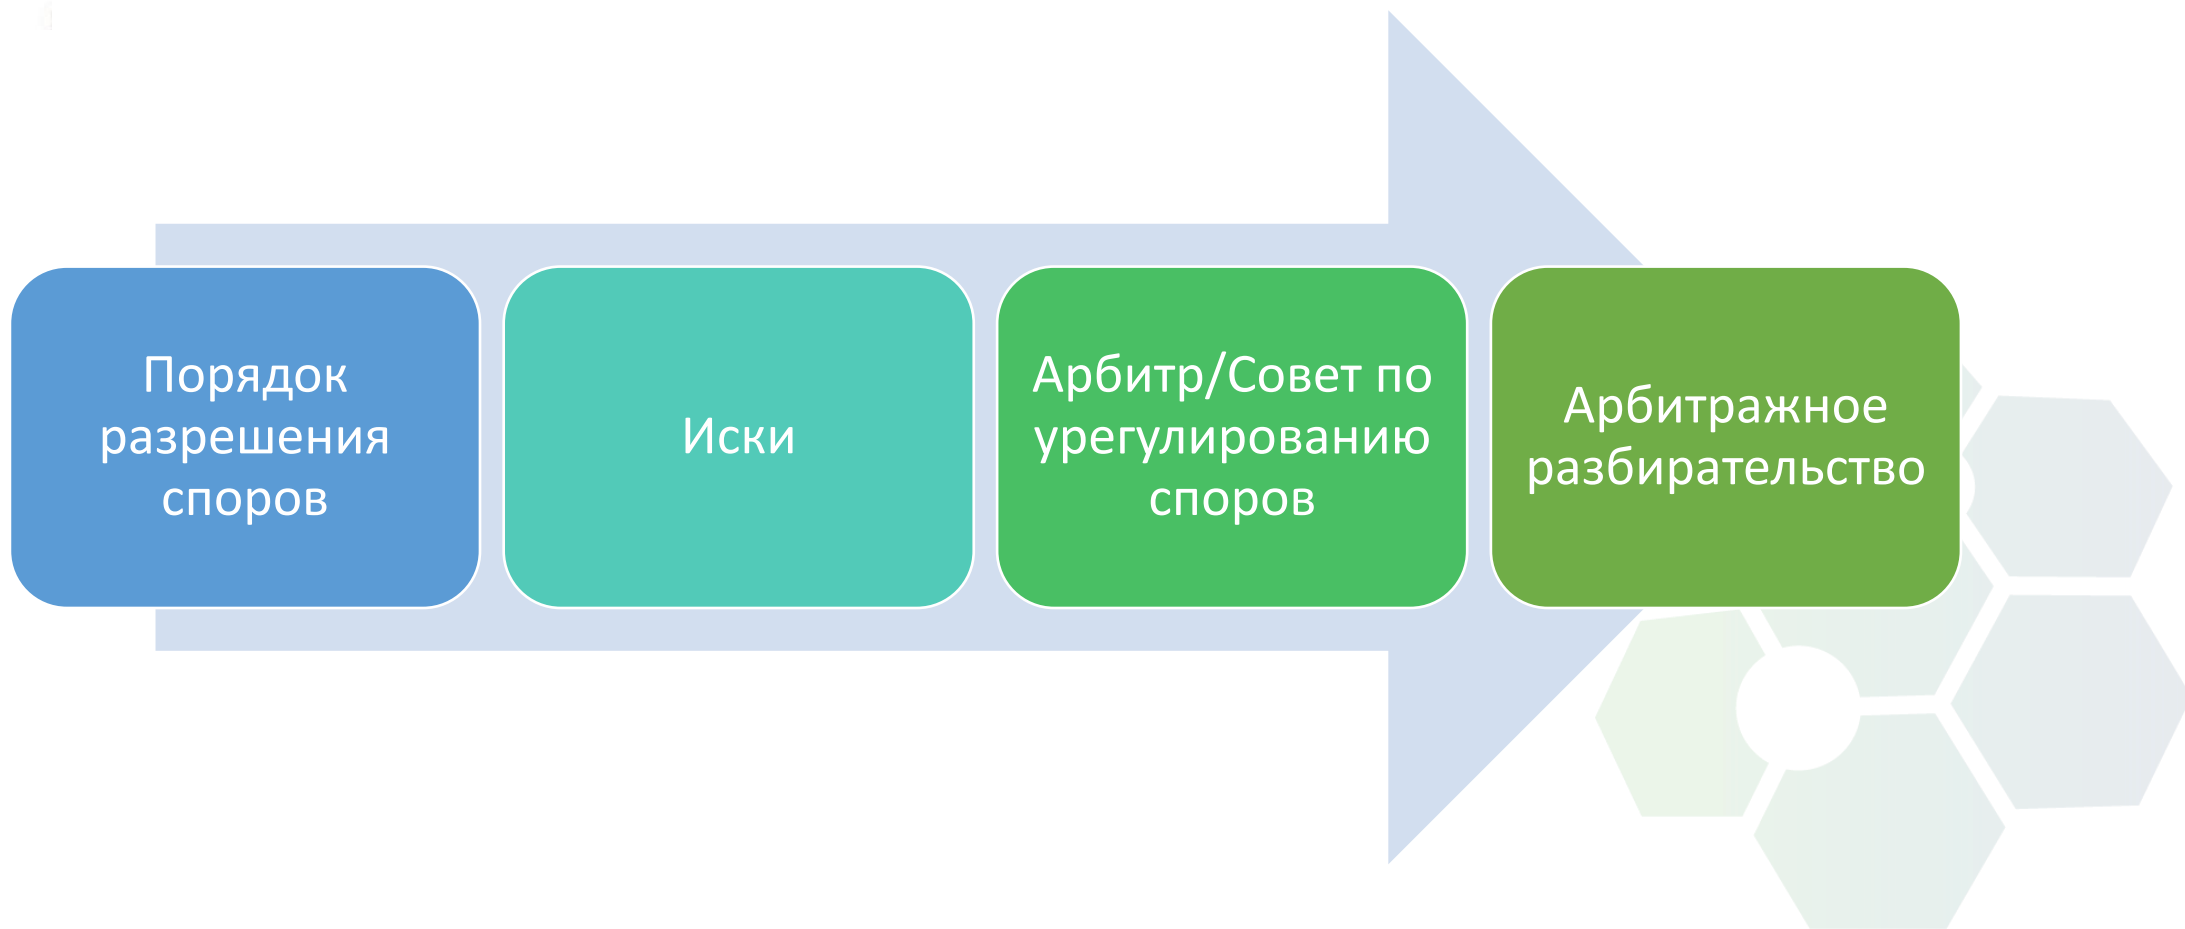 Порядок
разрешения
споров
Иски
Арбитр/Совет по
урегулированию
споров
Арбитражное
разбирательство